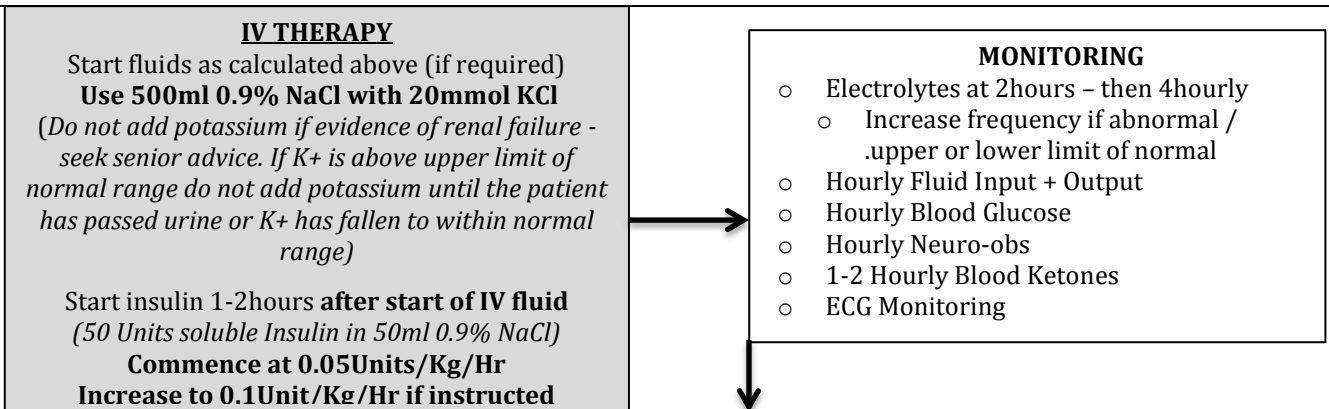 IV THERAPY
Start fluids as calculated above (if required)
Use 500ml 0.9% NaCl with 20mmol KCl
(Do not add potassium if evidence of renal failure -
seek senior advice. If K+ is above upper limit of
normal range do not add potassium until the patient
has passed urine or K+ has fallen to within normal
range)
Start insulin 1-2hours after start of IV fluid
(50 Units soluble Insulin in 50ml 0.9% NaCl)
Commence at 0.05Units/Kg/Hr
Increase to 0.1Unit/Kg/Hr if instructed
MONITORING
o Electrolytes at 2hours – then 4hourly
o Increase frequency if abnormal /
.upper or lower limit of normal
o Hourly Fluid Input + Output
o Hourly Blood Glucose
o Hourly Neuro-obs
o 1-2 Hourly Blood Ketones
o ECG Monitoring